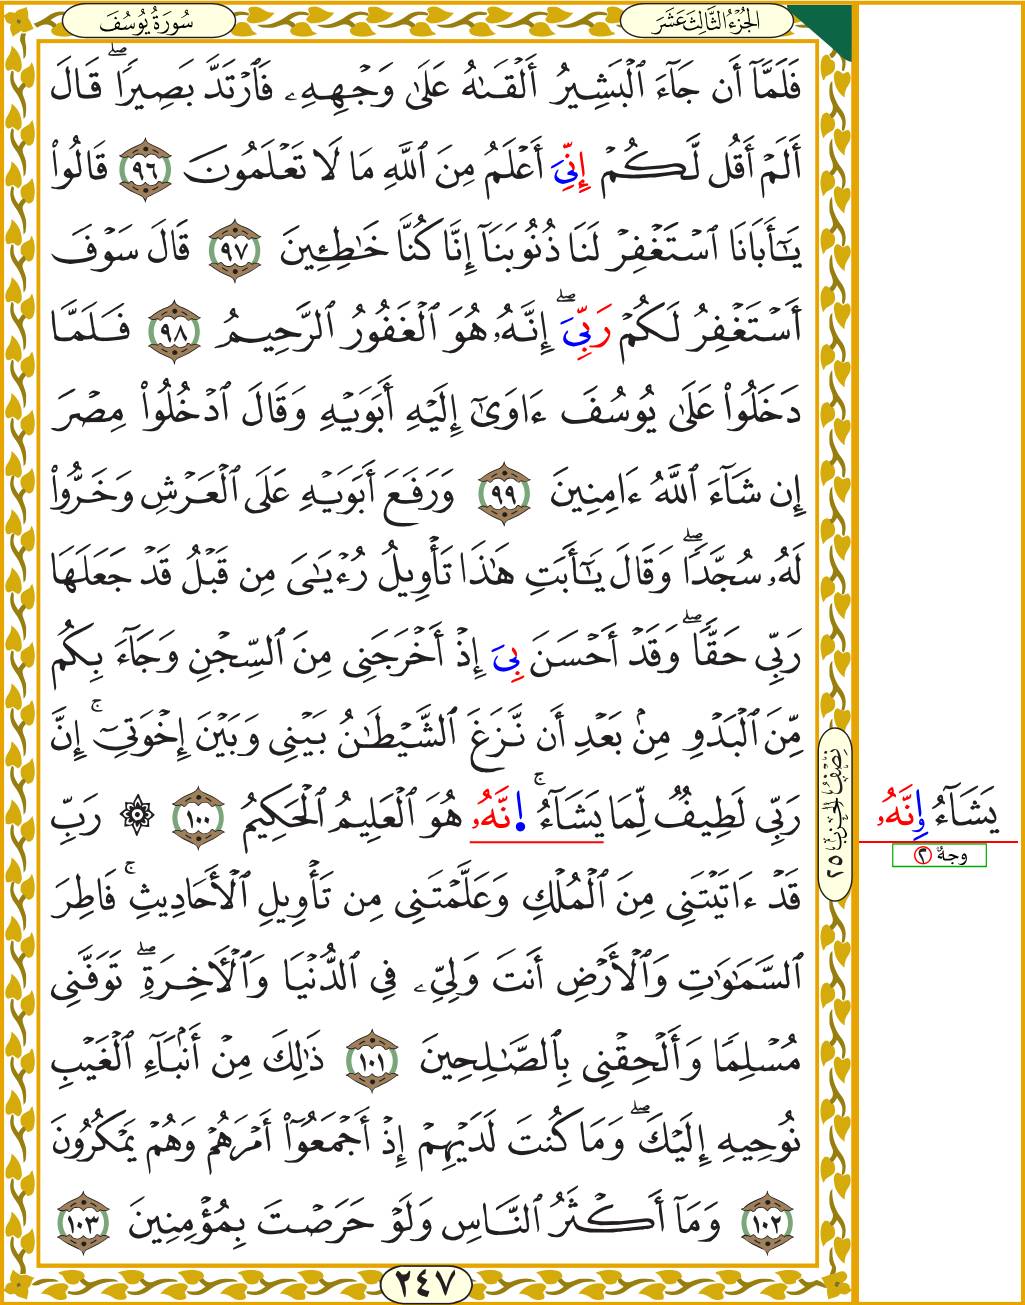 سُورَةُ يُوسُفَ
الجُزْءُ الثَّالِثَ عَشَرَ
فَلَمَّآ أَن جَآءَ ٱلْبَشِيرُ أَلْقَىٰهُ عَلَىٰ وَجْهِهِۦ فَٱرْتَدَّ بَصِيرًاۖ قَالَ
أَلَمْ أَقُل لَّكُمْ إِنِّيَ أَعْلَمُ مِنَ ٱللَّهِ مَا لَا تَعْلَمُونَ ٩٦ قَالُوا۟
يَٰٓأَبَانَا ٱسْتَغْفِرْ لَنَا ذُنُوبَنَآ إِنَّا كُنَّا خَٰطِـِٔينَ ٩٧ قَالَ سَوْفَ
أَسْتَغْفِرُ لَكُمْ رَبِّيَۖ إِنَّهُۥ هُوَ ٱلْغَفُورُ ٱلرَّحِيمُ ٩٨ فَلَمَّا
دَخَلُوا۟ عَلَىٰ يُوسُفَ ءَاوَىٰٓ إِلَيْهِ أَبَوَيْهِ وَقَالَ ٱدْخُلُوا۟ مِصْرَ
إِن شَآءَ ٱللَّهُ ءَامِنِينَ ٩٩ وَرَفَعَ أَبَوَيْهِ عَلَى ٱلْعَرْشِ وَخَرُّوا۟
لَهُۥ سُجَّدًاۖ وَقَالَ يَٰٓأَبَتِ هَٰذَا تَأْوِيلُ رُءْيَٰىَ مِن قَبْلُ قَدْ جَعَلَهَا
رَبِّي حَقًّاۖ وَقَدْ أَحْسَنَ بِيَ إِذْ أَخْرَجَنِي مِنَ ٱلسِّجْنِ وَجَآءَ بِكُم
مِّنَ ٱلْبَدْوِ مِنۢ بَعْدِ أَن نَّزَغَ ٱلشَّيْطَٰنُ بَيْنِي وَبَيْنَ إِخْوَتِيٓۚ إِنَّ
رَبِّي لَطِيفٌ لِّمَا يَشَآءُۚ ٱ۪نَّهُۥ هُوَ ٱلْعَلِيمُ ٱلْحَكِيمُ ١٠٠ ۞ رَبِّ
قَدْ ءَاتَيْتَنِي مِنَ ٱلْمُلْكِ وَعَلَّمْتَنِي مِن تَأْوِيلِ ٱلْأَحَادِيثِۚ فَاطِرَ
ٱلسَّمَٰوَٰتِ وَٱلْأَرْضِ أَنتَ وَلِيِّۦ فِي ٱلدُّنْيَا وَٱلْأَخِرَةِۖ تَوَفَّنِي
مُسْلِمًا وَأَلْحِقْنِي بِٱلصَّٰلِحِينَ ١٠١ ذَٰلِكَ مِنْ أَنۢبَآءِ ٱلْغَيْبِ
نُوحِيهِ إِلَيْكَۖ وَمَا كُنتَ لَدَيْهِمْ إِذْ أَجْمَعُوٓا۟ أَمْرَهُمْ وَهُمْ يَمْكُرُونَ
١٠٢ وَمَآ أَكْثَرُ ٱلنَّاسِ وَلَوْ حَرَصْتَ بِمُؤْمِنِينَ ١٠٣
٢٤٧
نِصْفُ الْحِزْبِ ٢٥
يَشَآءُ وِنَّهُۥ
وجهٌ ٢